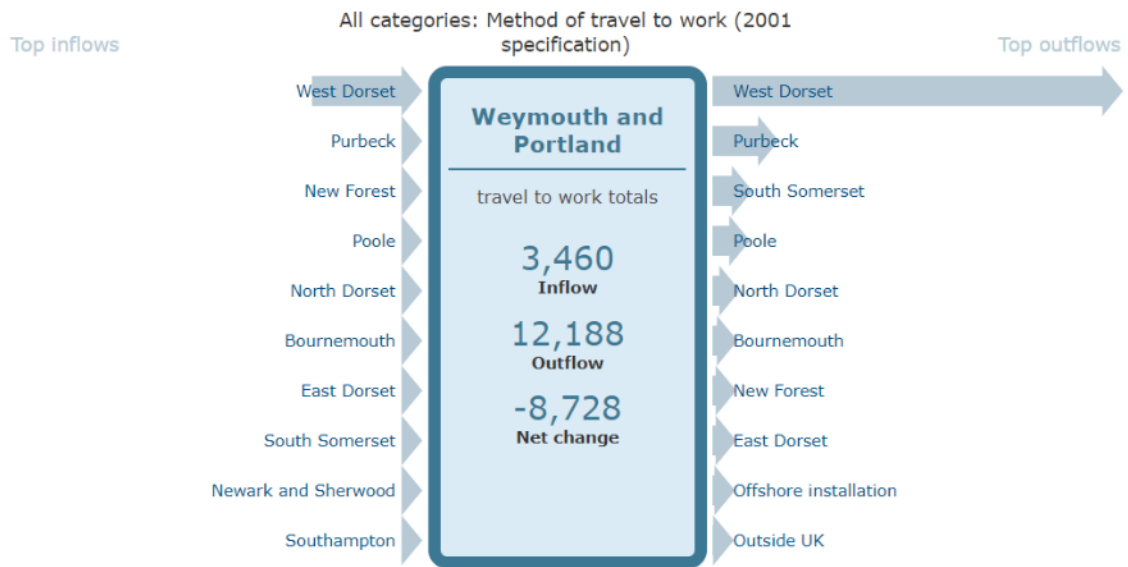 All categories: Method of travel to work (2001
specification)
Top inflows
Top outflows
West Dorset
Purbeck
New Forest
Poole
North Dorset
Bournemouth
East Dorset
South Somerset
Newark and Sherwood
Southampton
Weymouth and
Portland
travel to work totals
3,460
Inflow
12,188
Outflow
-8,728
Net change
West Dorset
Purbeck
South Somerset
Poole
North Dorset
Bournemouth
New Forest
East Dorset
Offshore installation
Outside UK